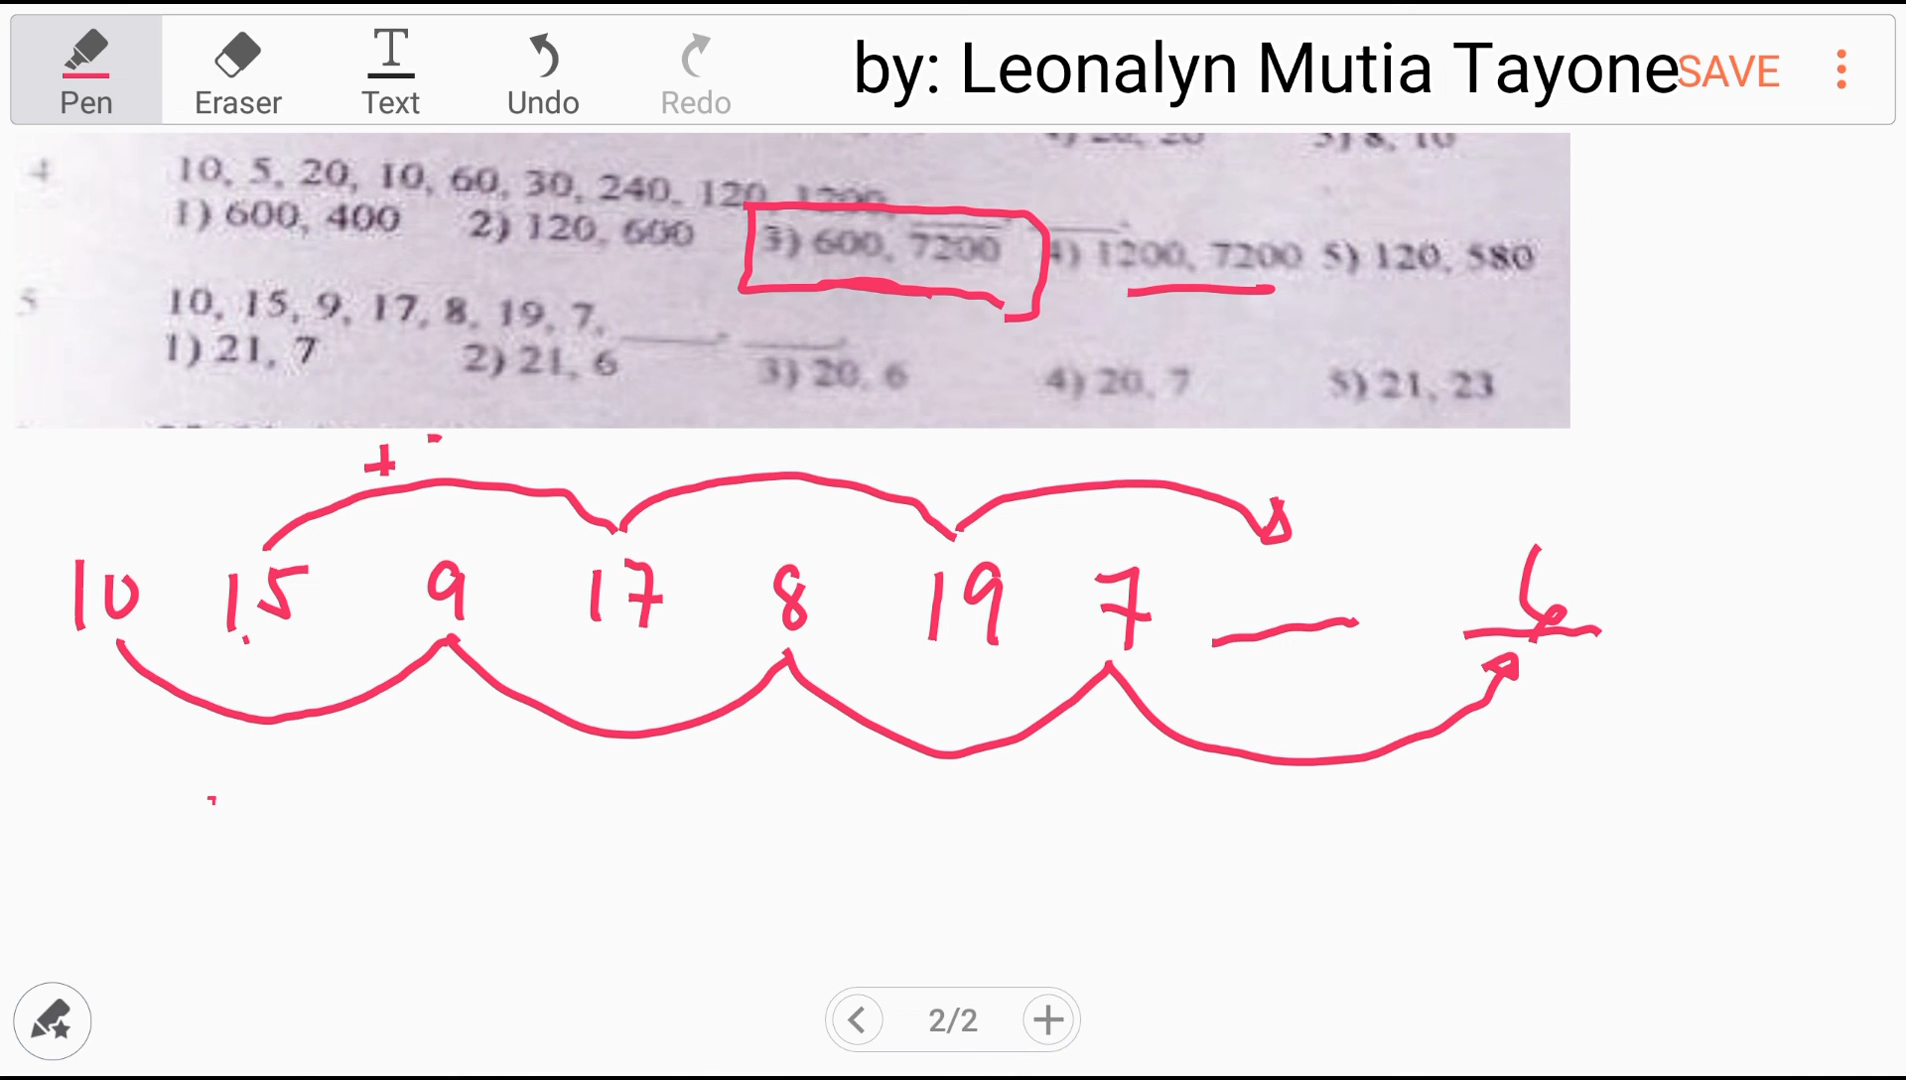 Pen Eraser Text Undo Redo by: Leonalyn Mutia Tayone SAVE
4 10, 5, 20, 10, 60, 30, 240, 120, 1200,
1) 600, 400 2) 120, 600 3) 600, 7200 4) 1200, 7200 5) 120, 580
5 10, 15, 9, 17, 8, 19, 7,
1) 21, 7 2) 21, 6 3) 20, 6 4) 20, 7 5) 21, 23
+
10 15 9 17 8 19 7 6
2/2